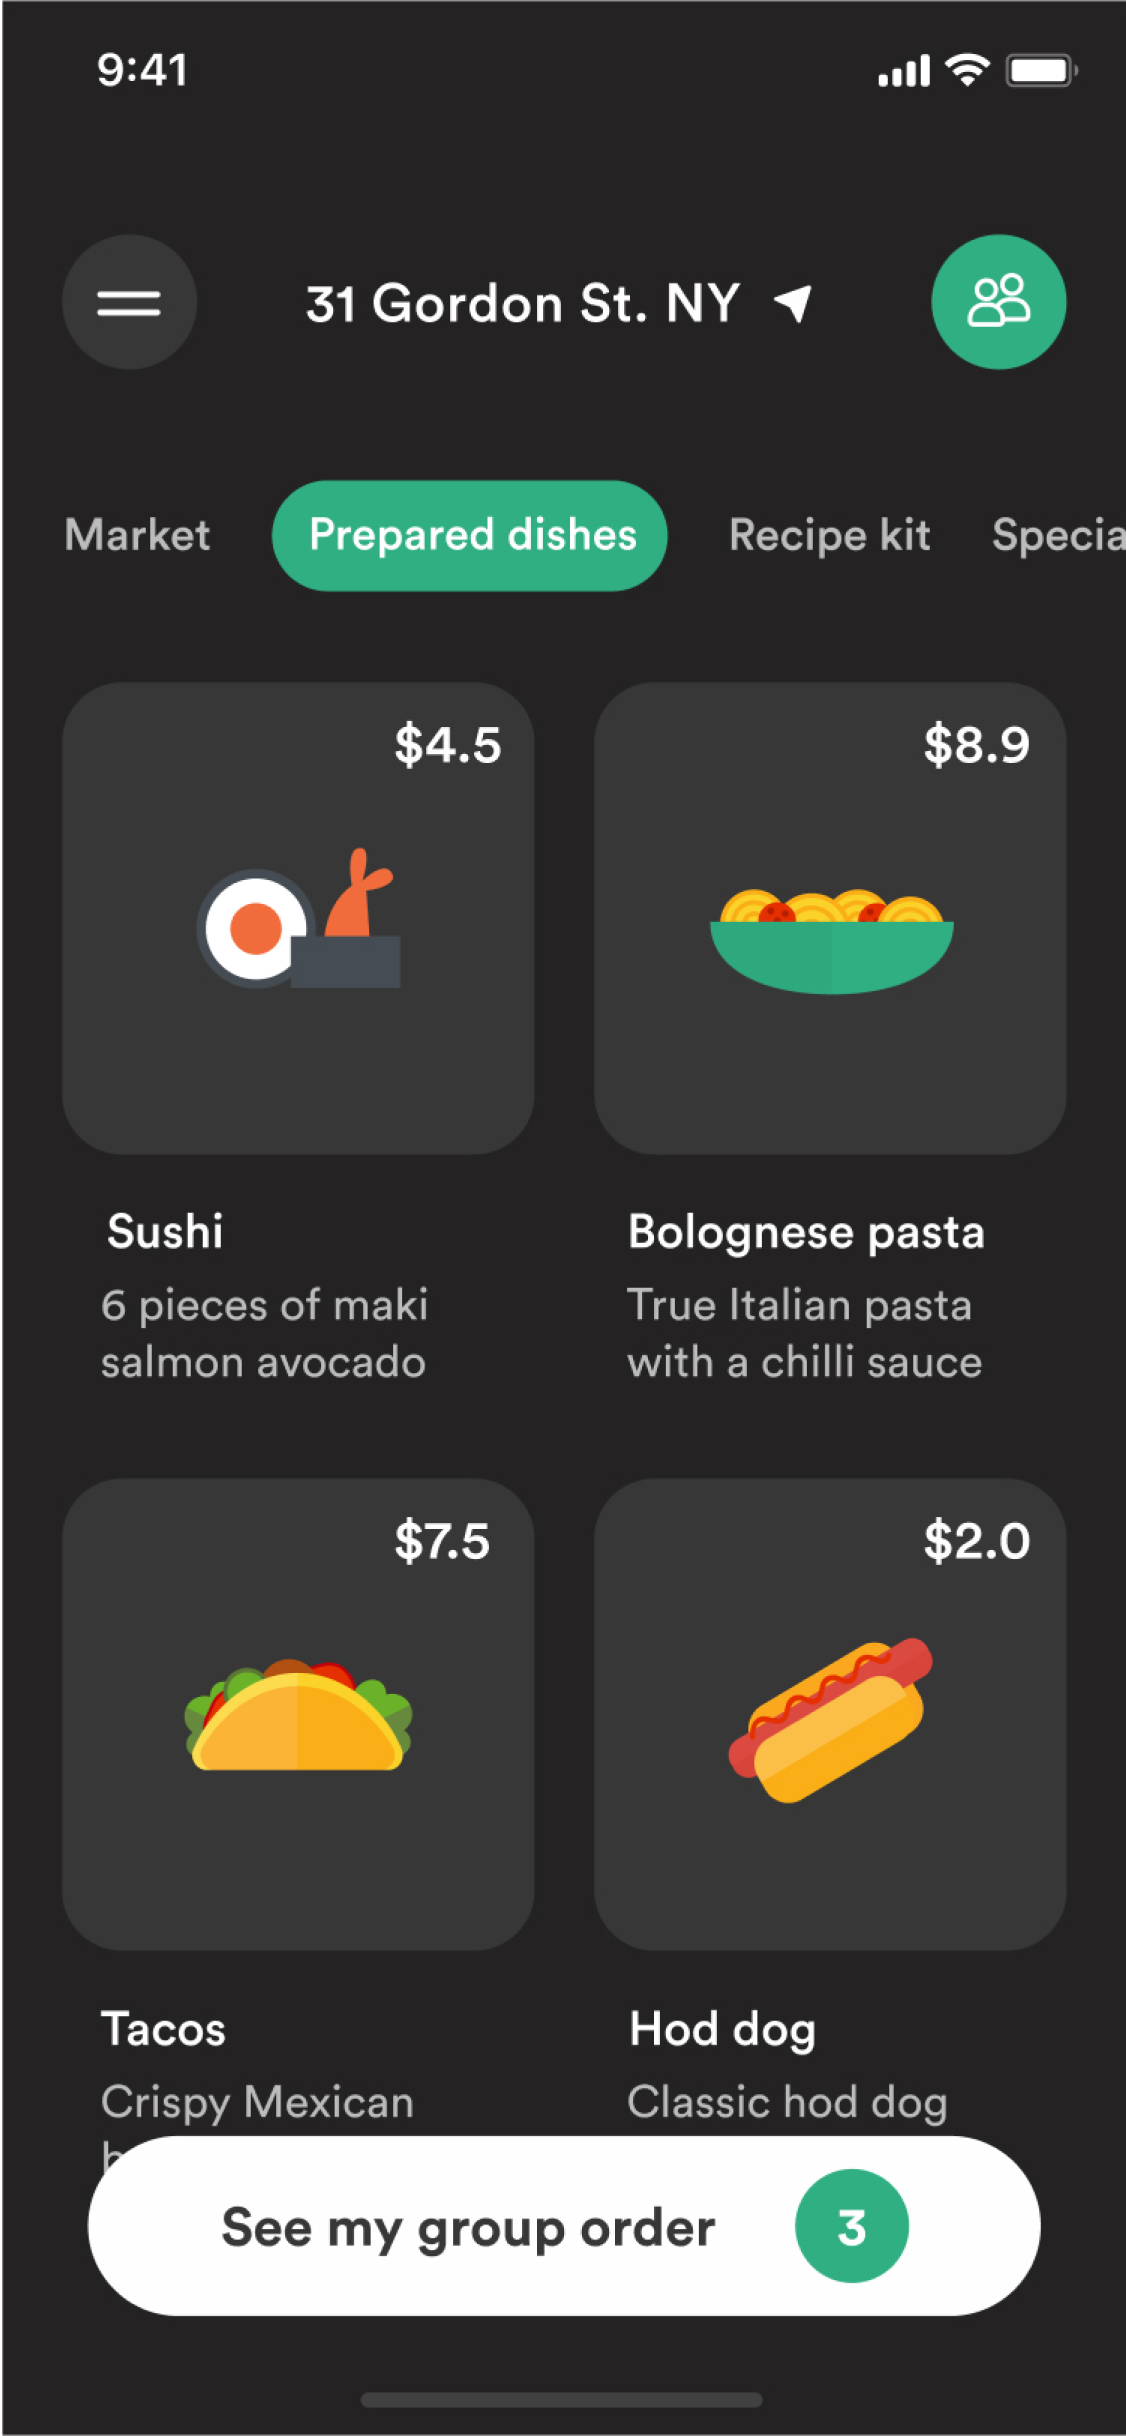 9:41
31 Gordon St. NY
Market Prepared dishes Recipe kit Specia
$4.5
$8.9
Sushi
6 pieces of maki
salmon avocado
Bolognese pasta
True Italian pasta
with a chilli sauce
$7.5
$2.0
Tacos
Crispy Mexican
Hod dog
Classic hod dog
See my group order 3